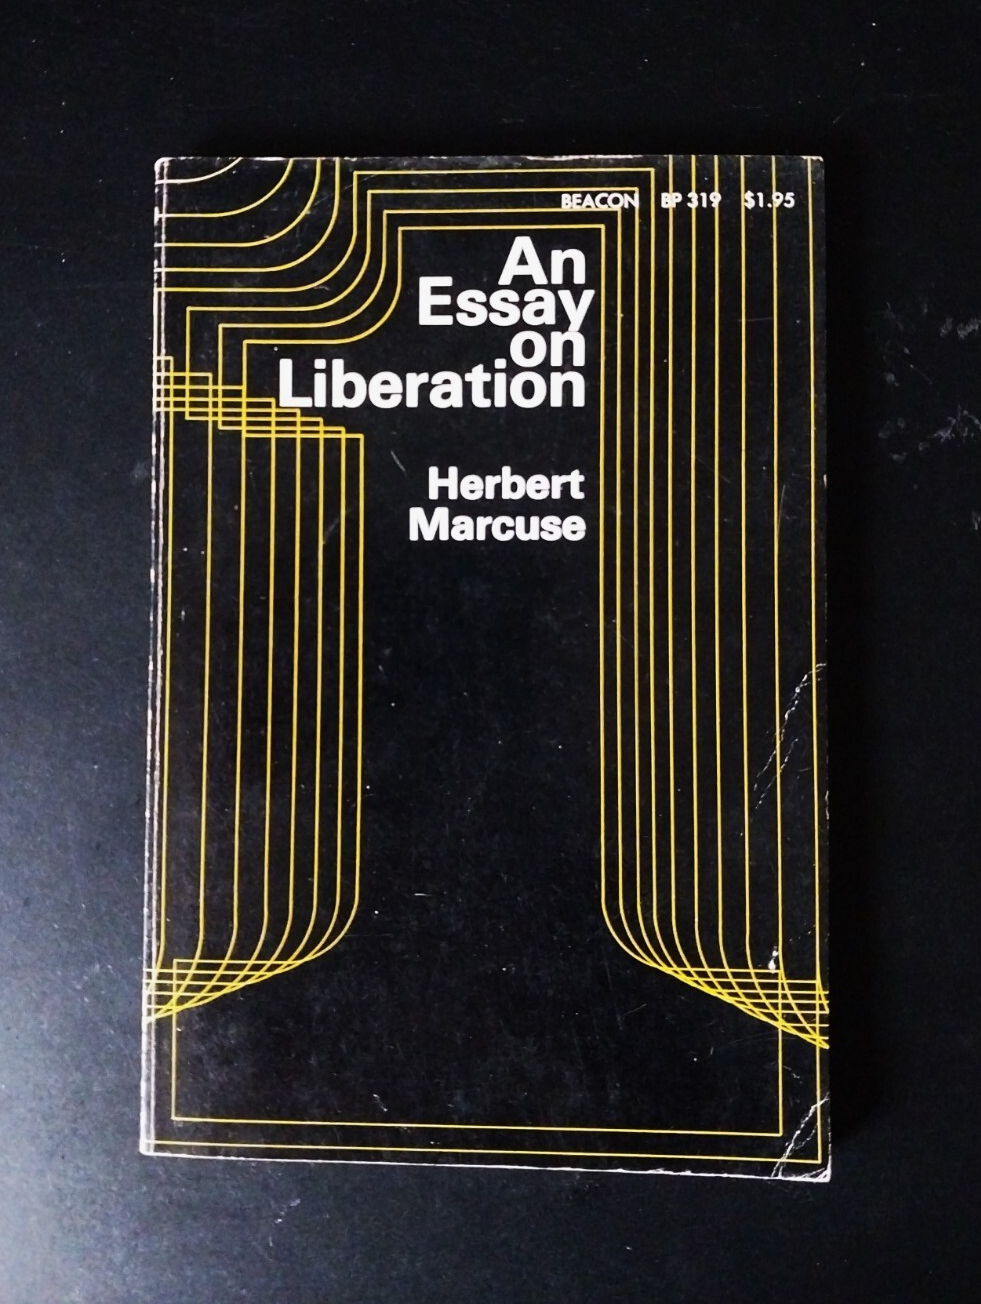 BEACON BP 319 $1.95
An
Essay
on
Liberation
Herbert
Marcuse